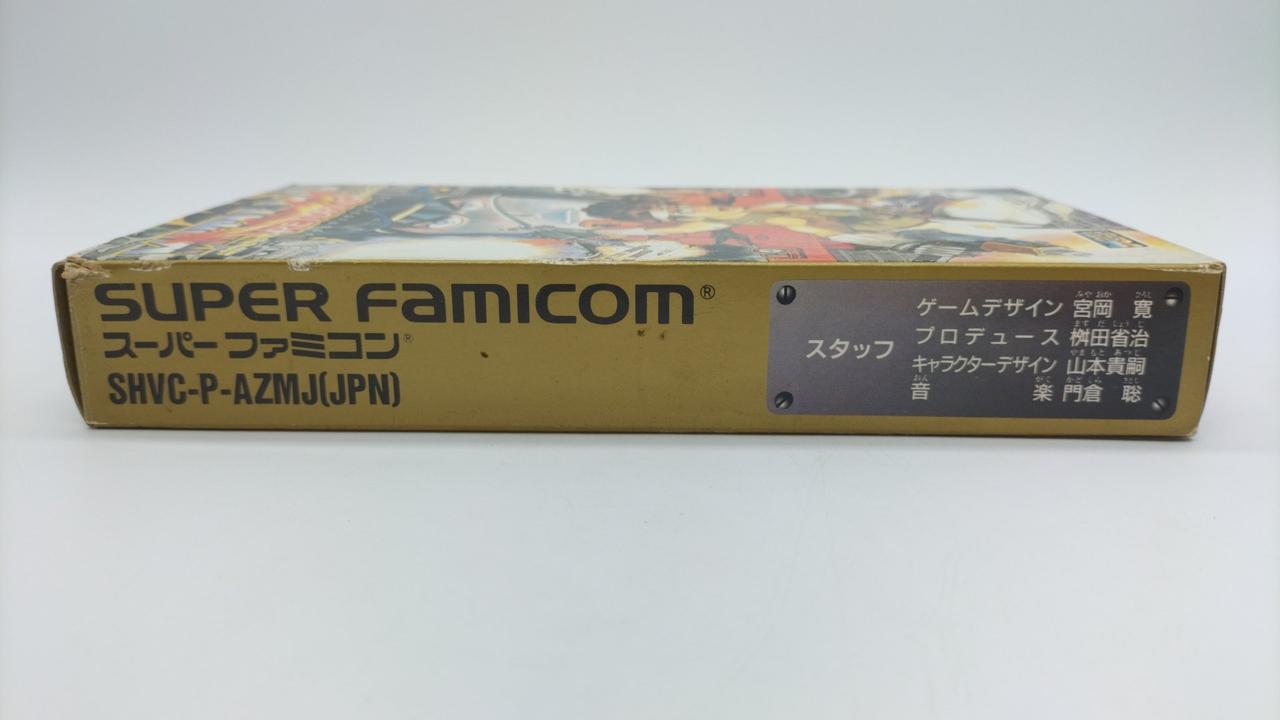 SUPER FAMICOM®
スーパーファミコン®
SHVC-P-AZMJ(JPN)
スタッフ
ゲームデザイン 宮岡 寛
プロデュース 桝田省治
キャラクターデザイン 山本貴嗣
音楽 門倉 聡